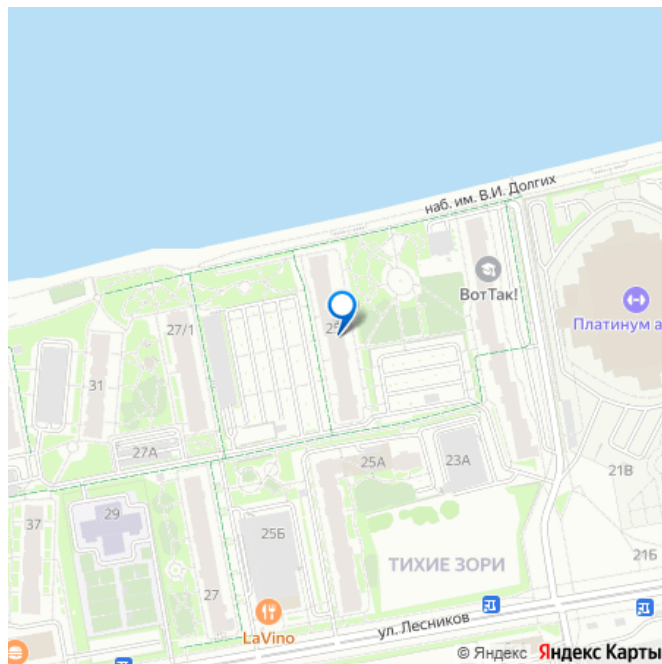 наб. им. В.И. Долгих
ВотТак!
Платинум а
27/1
25
31
27А
25А
23А
21В
37
29
25Б
ТИХИЕ ЗОРИ
21Б
27
LaVino
ул. Лесников
© Яндекс Яндекс Карты